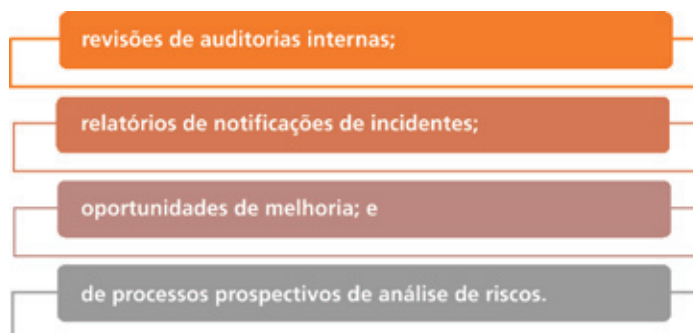 revisões de auditorias internas;
relatórios de notificações de incidentes;
oportunidades de melhoria; e
de processos prospectivos de análise de riscos.